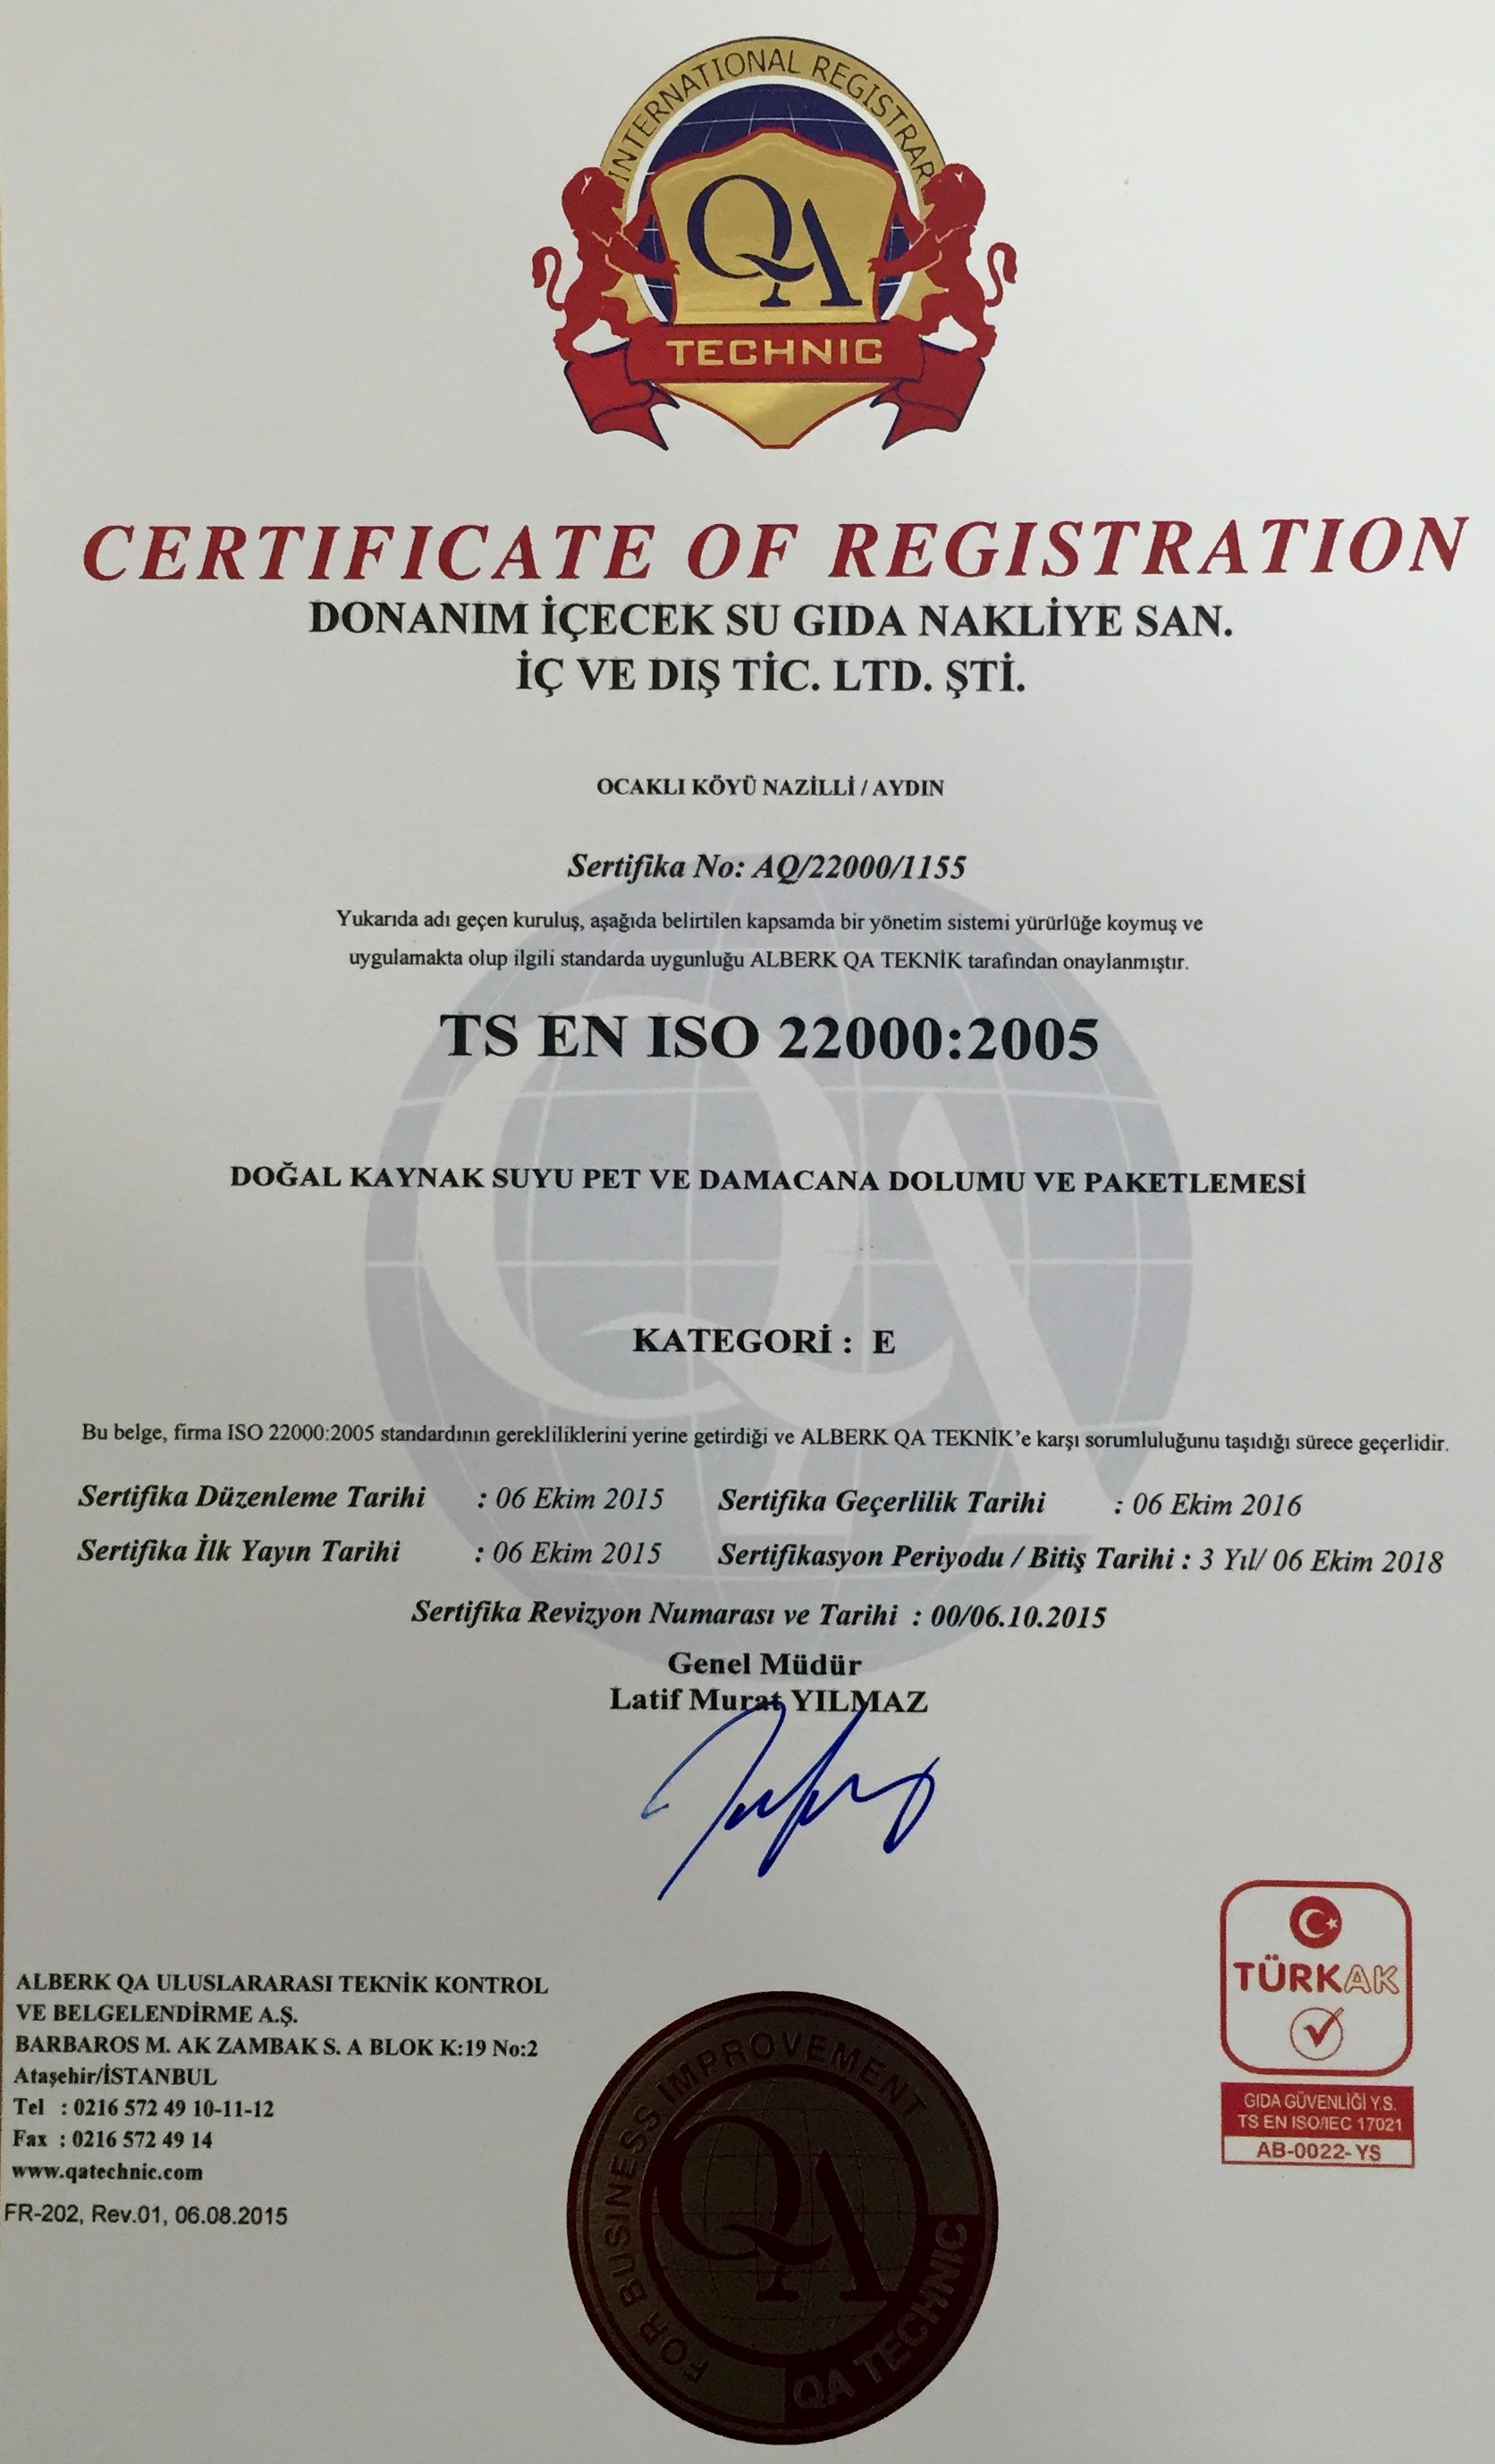 INTERNATIONAL REGISTRAR
QA
TECHNIC
CERTIFICATE OF REGISTRATION
DONANIM İÇECEK SU GIDA NAKLİYE SAN.
İÇ VE DIŞ TİC. LTD. ŞTİ.
OCAKLI KÖYÜ NAZİLLİ / AYDIN
Sertifika No: AQ/22000/1155
Yukarıda adı geçen kuruluş, aşağıda belirtilen kapsamda bir yönetim sistemi yürürlüğe koymuş ve
uygulamakta olup ilgili standarda uygunluğu ALBERK QA TEKNİK tarafından onaylanmıştır.
TS EN ISO 22000:2005
DOĞAL KAYNAK SUYU PET VE DAMACANA DOLUMU VE PAKETLEMESİ
KATEGORİ : E
Bu belge, firma ISO 22000:2005 standardının gerekliliklerini yerine getirdiği ve ALBERK QA TEKNİK'e karşı sorumluluğunu taşıdığı sürece geçerlidir.
Sertifika Düzenleme Tarihi : 06 Ekim 2015 Sertifika Geçerlilik Tarihi : 06 Ekim 2016
Sertifika İlk Yayın Tarihi : 06 Ekim 2015 Sertifikasyon Periyodu / Bitiş Tarihi : 3 Yıl/ 06 Ekim 2018
Sertifika Revizyon Numarası ve Tarihi : 00/06.10.2015
Genel Müdür
Latif Murat YILMAZ
ALBERK QA ULUSLARARASI TEKNİK KONTROL
VE BELGELENDİRME A.Ş.
BARBAROS M. AK ZAMBAK S. A BLOK K:19 No:2
Ataşehir/İSTANBUL
Tel : 0216 572 49 10-11-12
Fax : 0216 572 49 14
www.qatechnic.com
FR-202, Rev.01, 06.08.2015
FOR BUSINESS IMPROVEMENT
QA
QA TECHNIC
TÜRKAK
GIDA GÜVENLİĞİ Y.S.
TS EN ISO/IEC 17021
AB-0022-YS